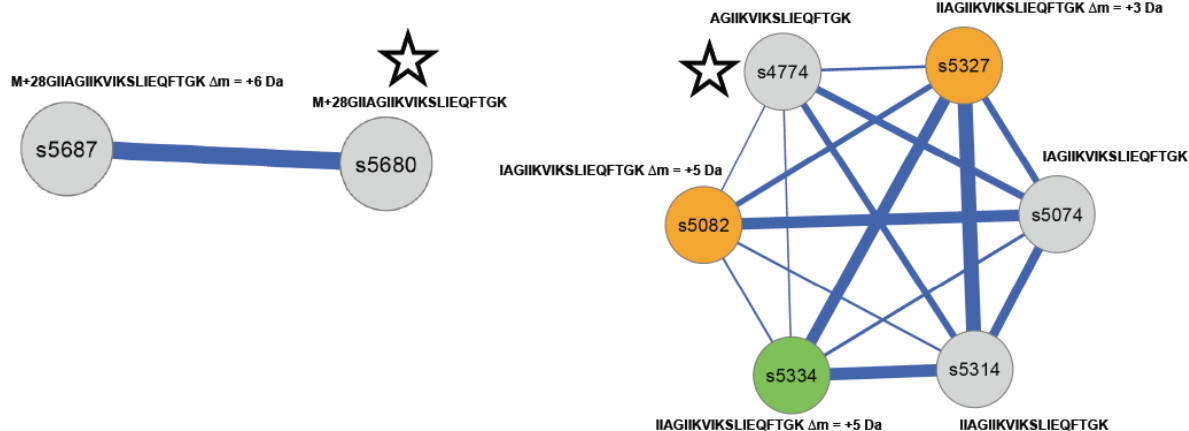 M+28GIIAGIIKVIKSLIEQFTGK Δm = +6 Da
s5687
M+28GIIAGIIKVIKSLIEQFTGK
s5680
AGIIKVIKSLIEQFTGK
s4774
IIAGIIKVIKSLIEQFTGK Δm = +3 Da
s5327
IAGIIKVIKSLIEQFTGK Δm = +5 Da
s5082
IAGIIKVIKSLIEQFTGK
s5074
s5334
IIAGIIKVIKSLIEQFTGK Δm = +5 Da
s5314
IIAGIIKVIKSLIEQFTGK